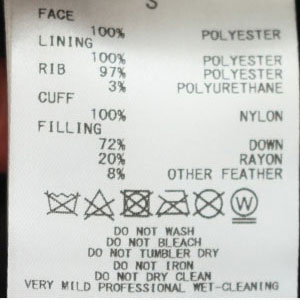 S
FACE
100% POLYESTER
LINING
100% POLYESTER
RIB 97% POLYESTER
3% POLYURETHANE
CUFF
100% NYLON
FILLING
72% DOWN
20% RAYON
8% OTHER FEATHER
W
DO NOT WASH
DO NOT BLEACH
DO NOT TUMBLER DRY
DO NOT IRON
DO NOT DRY CLEAN
VERY MILD PROFESSIONAL WET-CLEANING